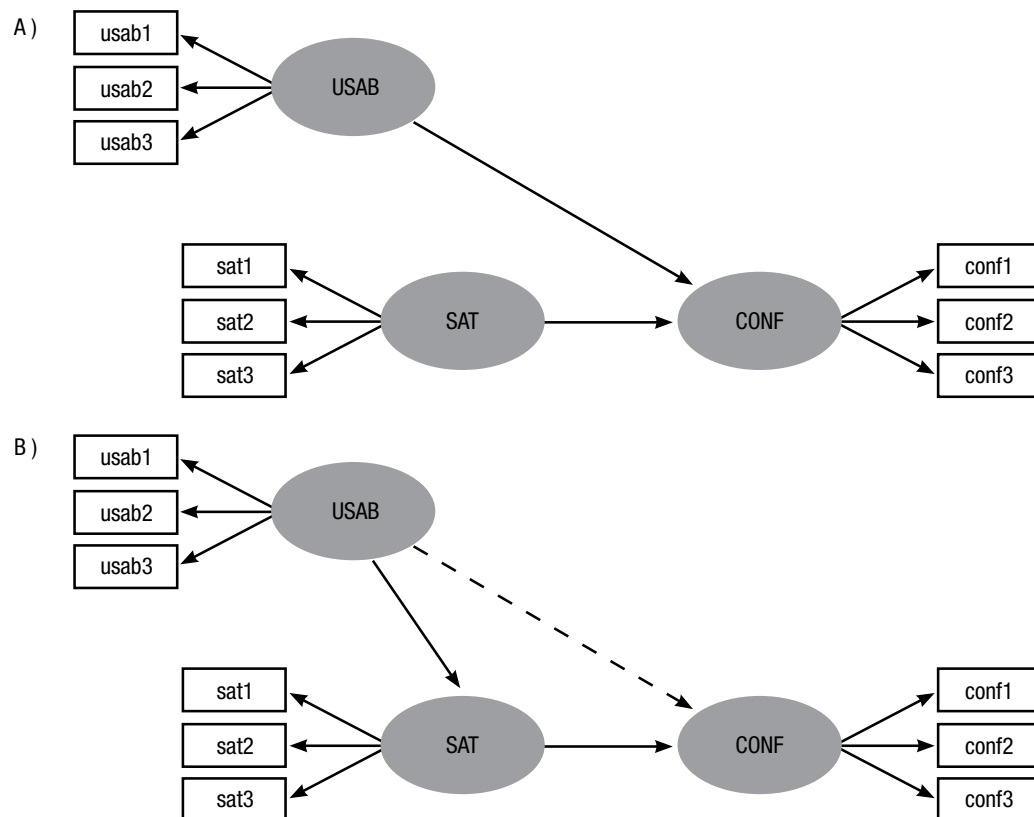 A)
usab1
usab2
usab3
USAB
sat1
sat2
sat3
SAT
CONF
conf1
conf2
conf3
B)
usab1
usab2
usab3
USAB
sat1
sat2
sat3
SAT
CONF
conf1
conf2
conf3